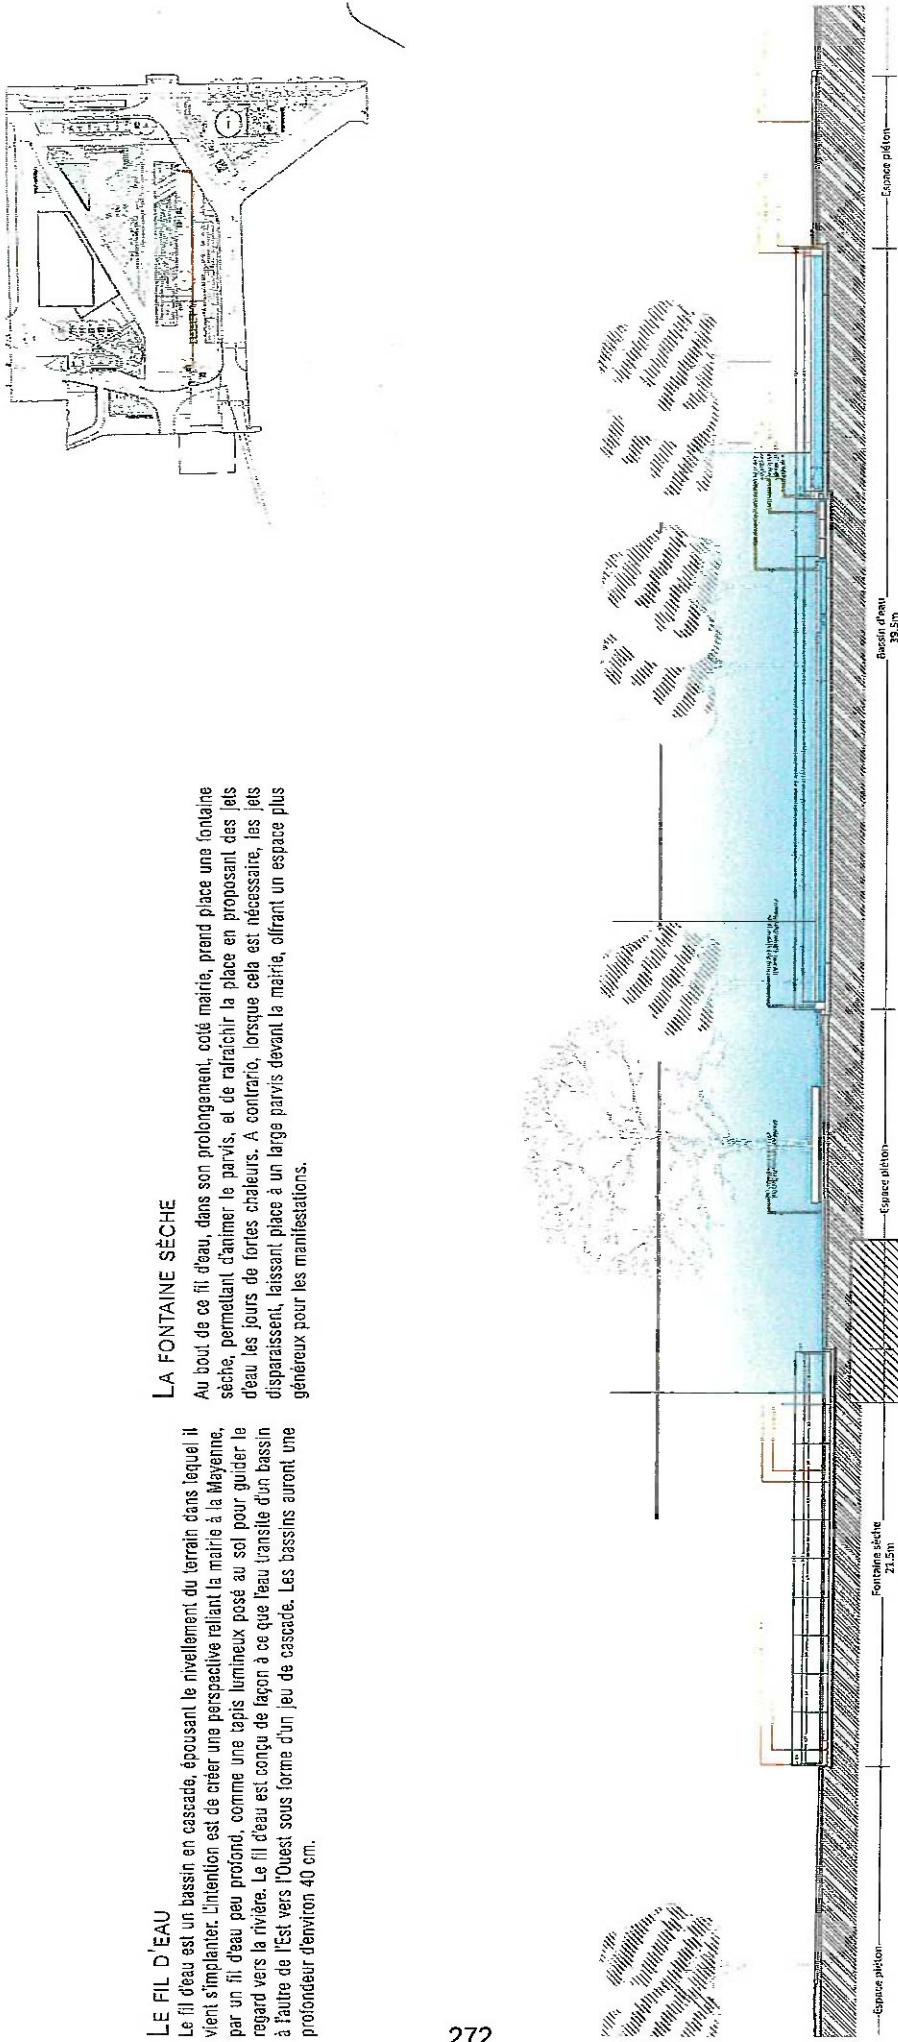 LE FIL D'EAU
Le fil d'eau est un bassin en cascade, épousant le nivellement du terrain dans lequel il
vient s'implanter. L'intention est de créer une perspective reliant la mairie à la Mayenne,
par un fil d'eau peu profond, comme une tapis lumineux posé au sol pour guider le
regard vers la rivière. Le fil d'eau est conçu de façon à ce que l'eau transite d'un bassin
à l'autre de l'Est vers l'Ouest sous forme d'un jeu de cascade. Les bassins auront une
profondeur d'environ 40 cm.
LA FONTAINE SÈCHE
Au bout de ce fil d'eau, dans son prolongement, coté mairie, prend place une fontaine
sèche, permettant d'animer le parvis, et de rafraîchir la place en proposant des jets
d'eau les jours de fortes chaleurs. A contrario, lorsque cela est nécessaire, les jets
disparaissent, laissant place à un large parvis devant la mairie, offrant un espace plus
généreux pour les manifestations.
Espace piéton
Fontaine sèche
21.5m
Espace piéton
Bassin d'eau
39.5m
Espace piéton
272